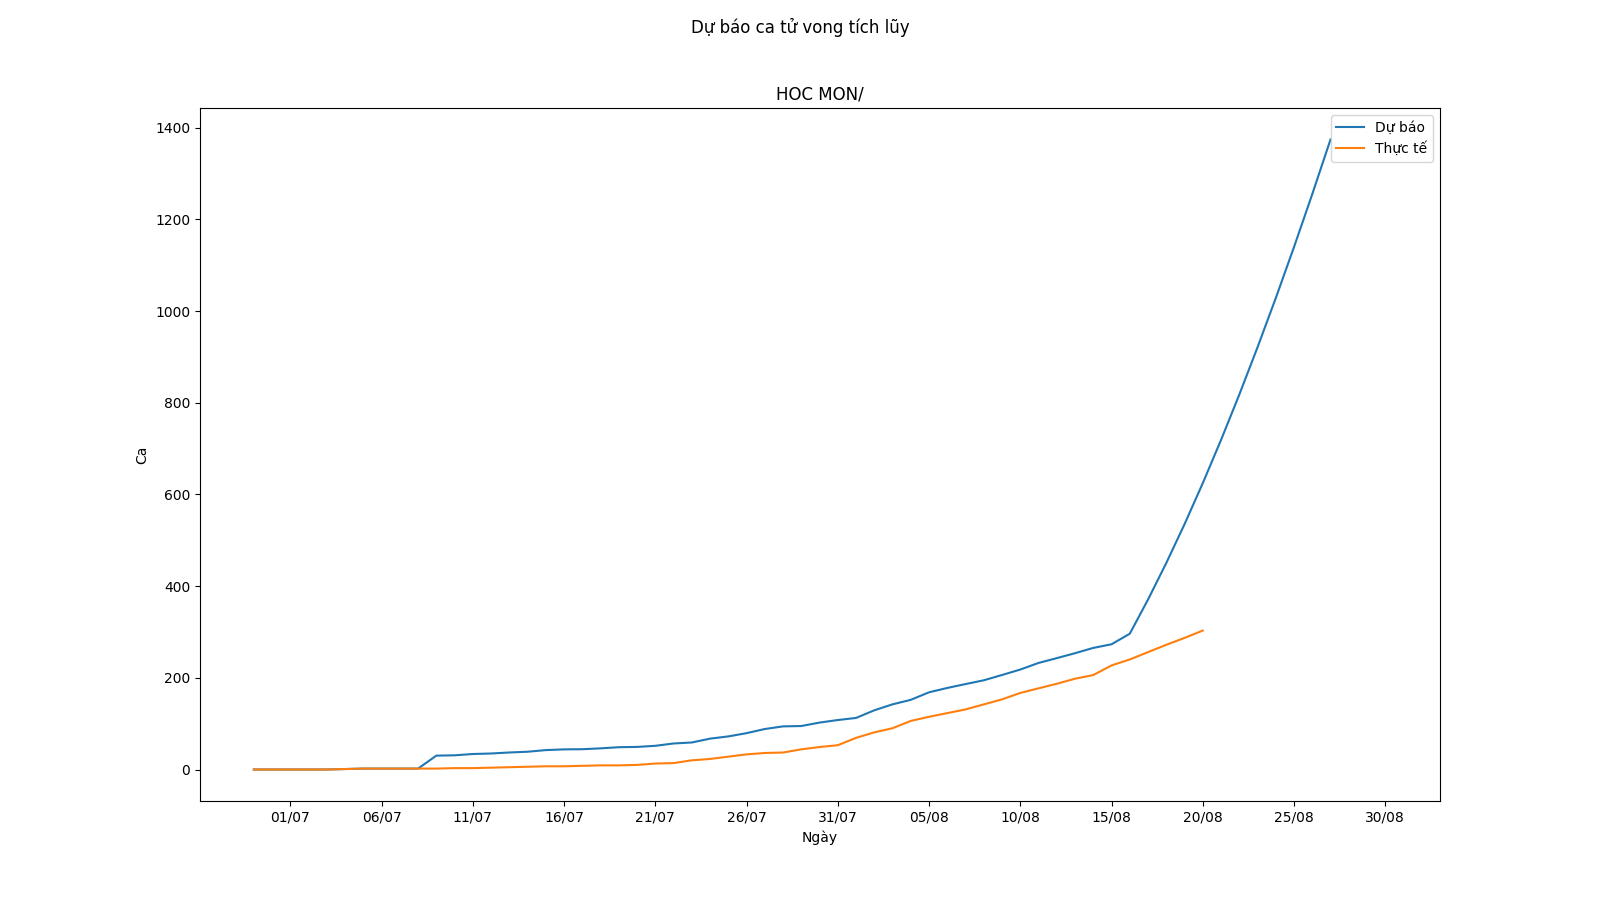 Dự báo ca tử vong tích lũy
HOC MON/
Dự báo
Thực tế
1400
1200
1000
800
600
400
200
0
Ca
01/07 06/07 11/07 16/07 21/07 26/07 31/07 05/08 10/08 15/08 20/08 25/08 30/08
Ngày